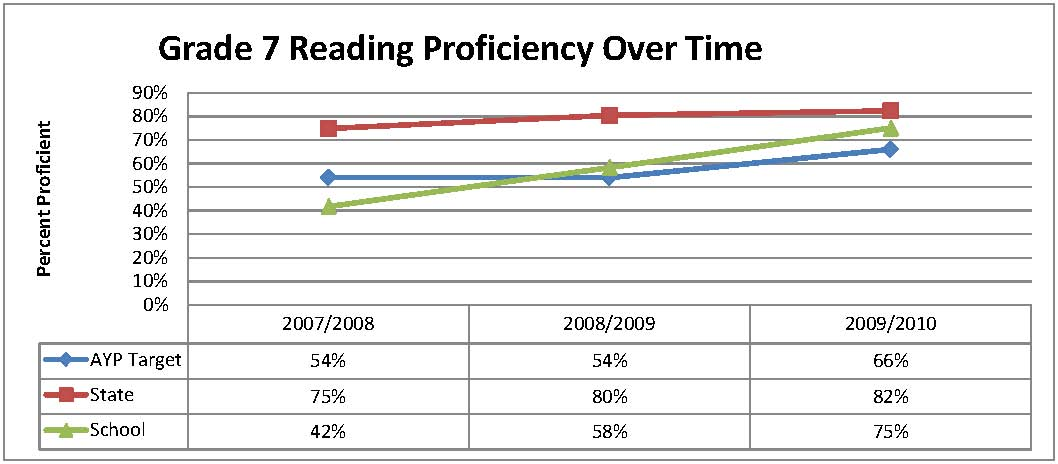 Grade 7 Reading Proficiency Over Time
Percent Proficient
90%
80%
70%
60%
50%
40%
30%
20%
10%
0%
2007/2008 2008/2009 2009/2010
AYP Target 54% 54% 66%
State 75% 80% 82%
School 42% 58% 75%